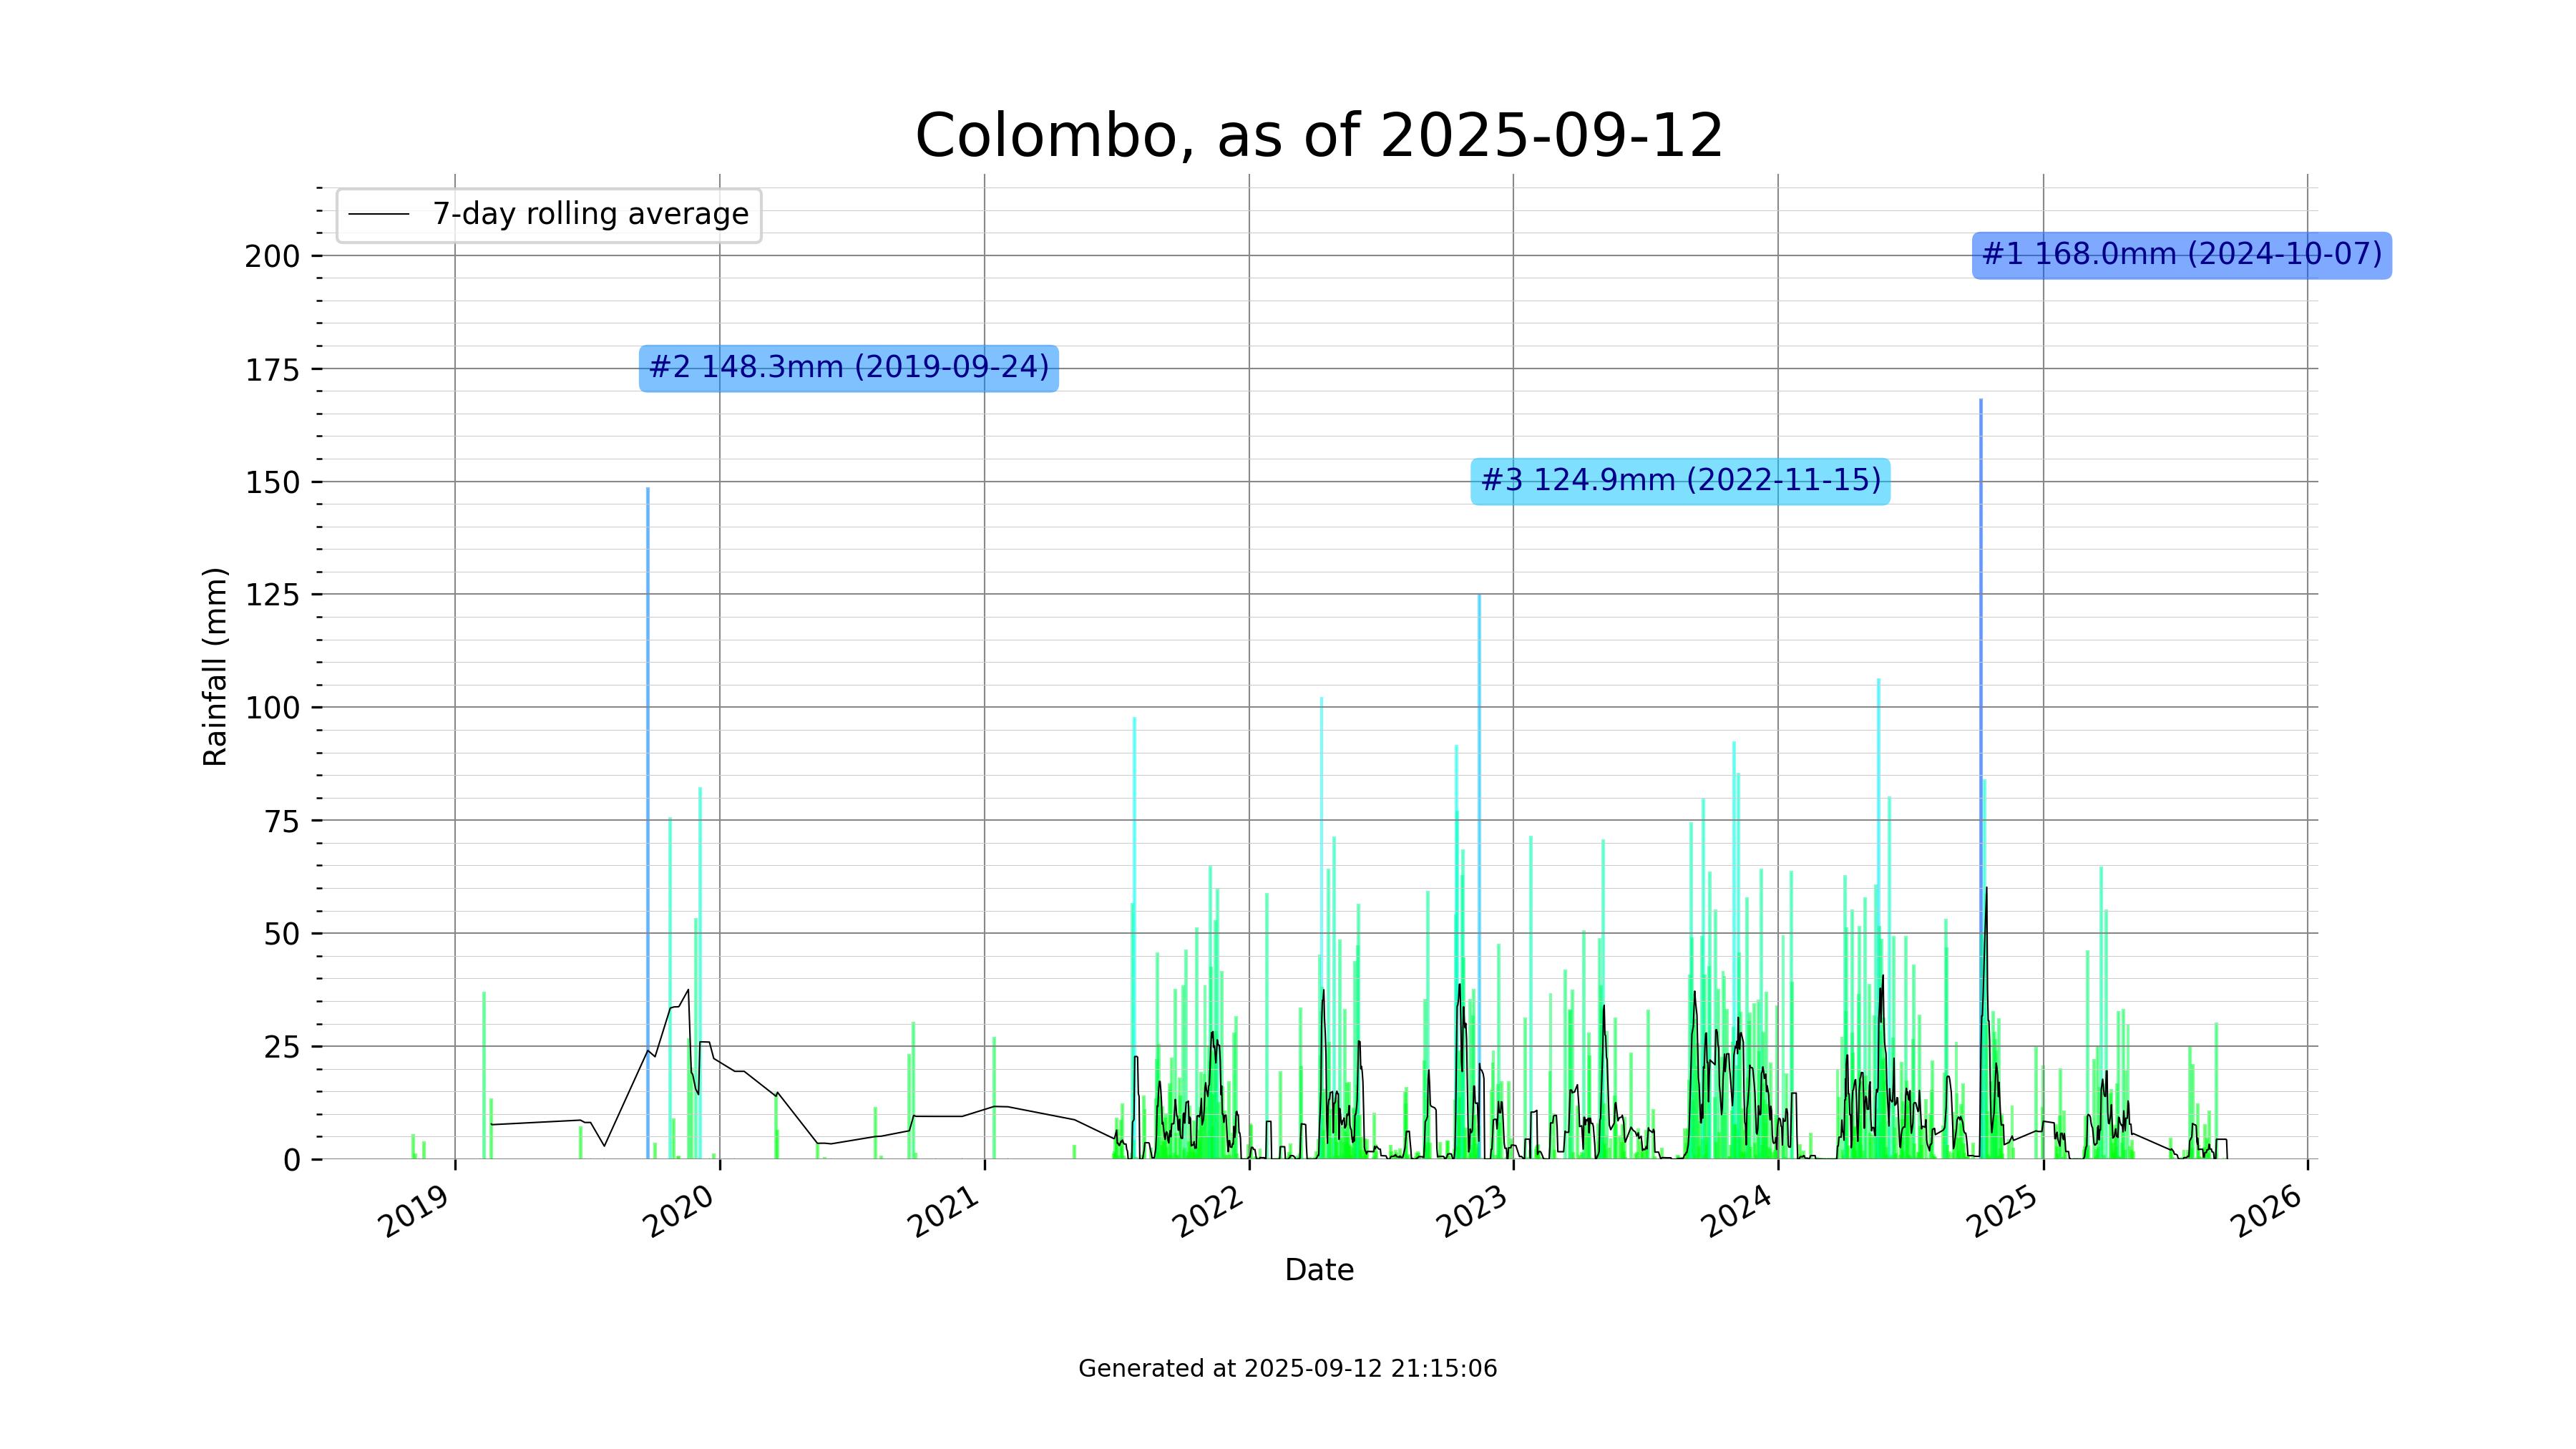 Colombo, as of 2025-09-12
7-day rolling average
#1 168.0mm (2024-10-07)
#2 148.3mm (2019-09-24)
#3 124.9mm (2022-11-15)
Rainfall (mm)
200
175
150
125
100
75
50
25
0
2019
2020
2021
2022
2023
2024
2025
2026
Date
Generated at 2025-09-12 21:15:06